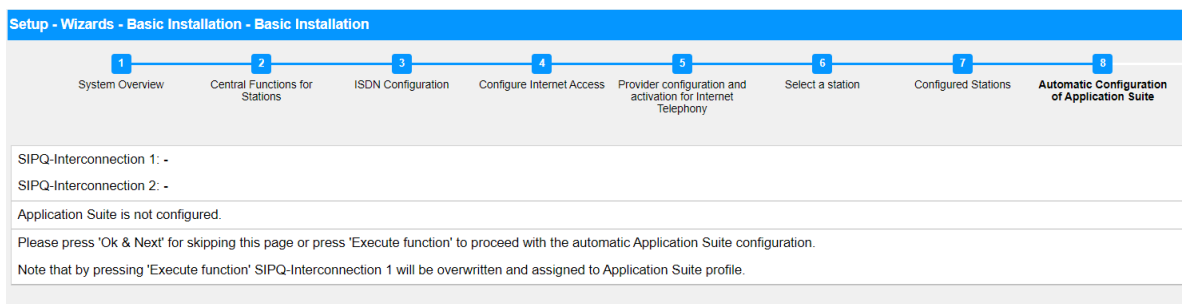 Setup - Wizards - Basic Installation - Basic Installation
1 2 3 4 5 6 7 8
System Overview
Central Functions for
Stations
ISDN Configuration
Configure Internet Access
Provider configuration and
activation for Internet
Telephony
Select a station
Configured Stations
Automatic Configuration
of Application Suite
SIPQ-Interconnection 1: -
SIPQ-Interconnection 2: -
Application Suite is not configured.
Please press 'Ok & Next' for skipping this page or press 'Execute function' to proceed with the automatic Application Suite configuration.
Note that by pressing 'Execute function' SIPQ-Interconnection 1 will be overwritten and assigned to Application Suite profile.